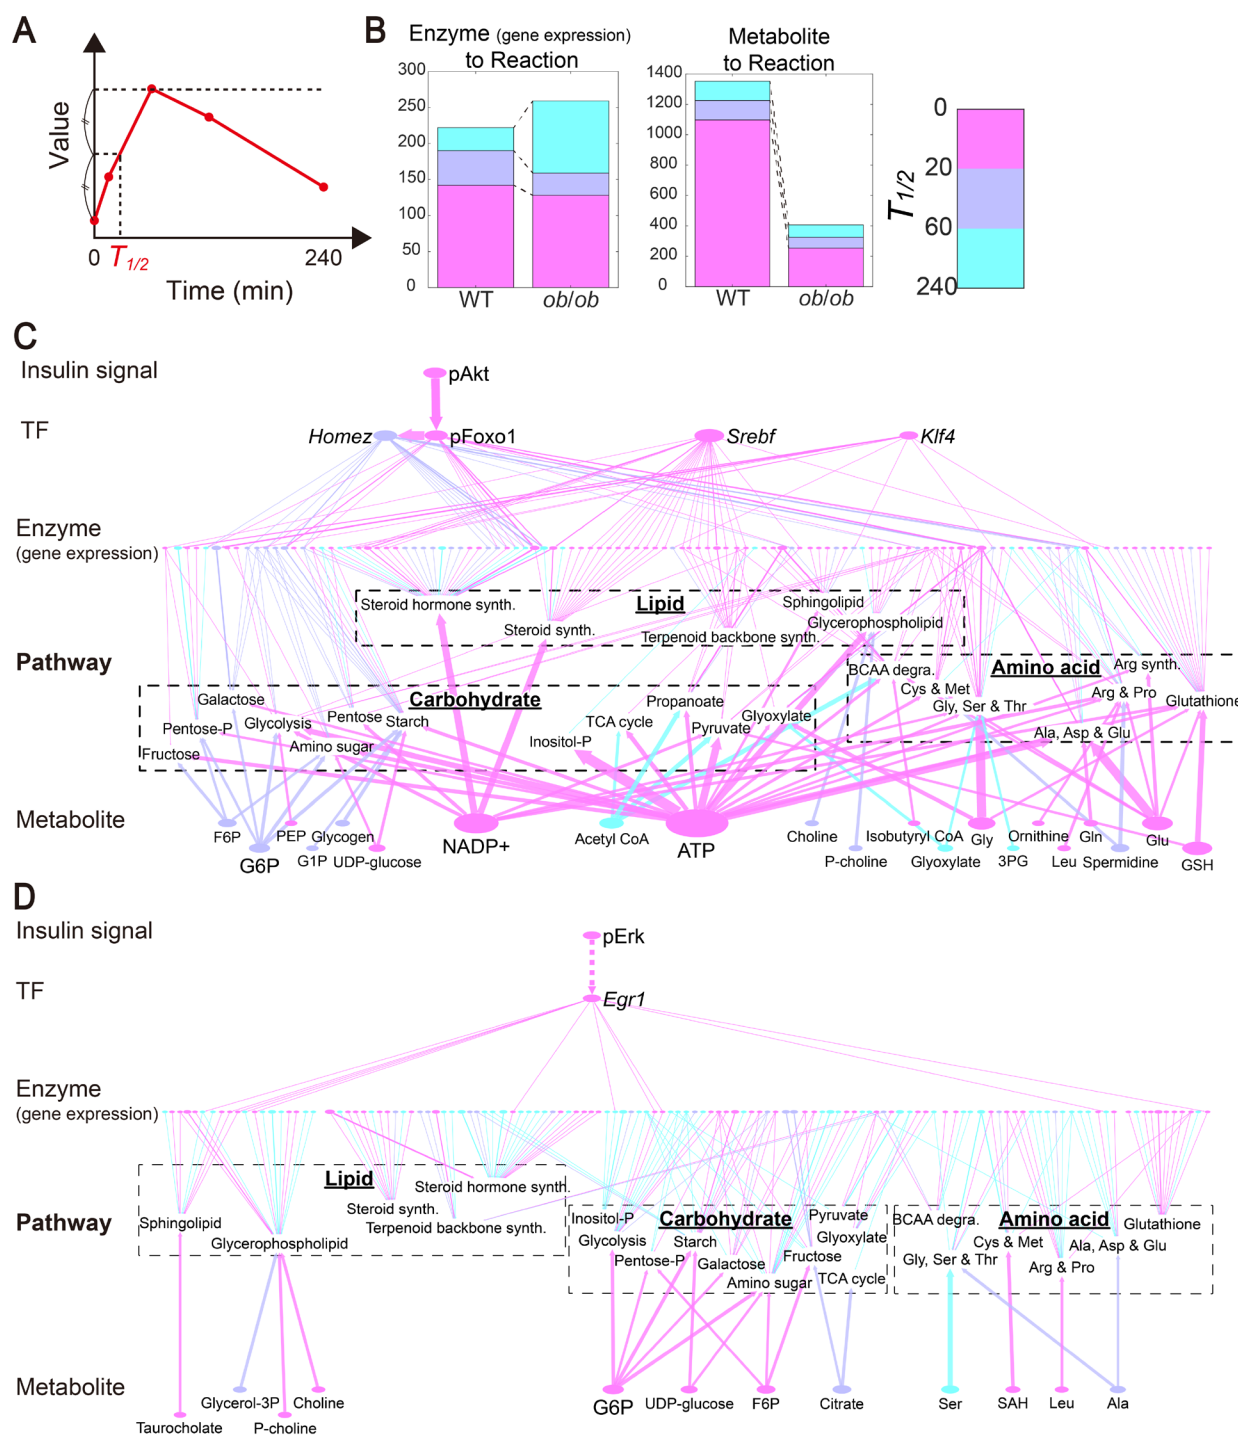 A
Value
0
T1/2
240
Time (min)
B
Enzyme (gene expression)
to Reaction
300
250
200
150
100
50
0
WT
ob/ob
Metabolite
to Reaction
1400
1200
1000
800
600
400
200
0
WT
ob/ob
T1/2
0
20
60
240
C
Insulin signal
pAkt
TF
Homez
pFoxo1
Srebf
Klf4
Enzyme
(gene expression)
Pathway
Lipid
Steroid hormone synth.
Steroid synth.
Terpenoid backbone synth.
Sphingolipid
Glycerophospholipid
Amino acid
BCAA degra.
Cys & Met
Gly, Ser & Thr
Arg synth.
Arg & Pro
Glutathione
Ala, Asp & Glu
Carbohydrate
Galactose
Pentose-P
Glycolysis
Pentose
Starch
Amino sugar
Fructose
Propanoate
TCA cycle
Pyruvate
Glyoxylate
Inositol-P
Metabolite
F6P
G6P
PEP
Glycogen
G1P
UDP-glucose
NADP+
Acetyl CoA
ATP
Choline
P-choline
Isobutyryl CoA
Glyoxylate
Gly
3PG
Ornithine
Leu
Gln
Spermidine
Glu
GSH
D
Insulin signal
pErk
TF
Egr1
Enzyme
(gene expression)
Pathway
Lipid
Steroid hormone synth.
Steroid synth.
Terpenoid backbone synth.
Sphingolipid
Glycerophospholipid
Inositol-P
Carbohydrate
Pyruvate
Glycolysis
Starch
Glyoxylate
Pentose-P
Galactose
Fructose
Amino sugar
TCA cycle
BCAA degra.
Amino acid
Glutathione
Cys & Met
Ala, Asp & Glu
Gly, Ser & Thr
Arg & Pro
Metabolite
Taurocholate
Glycerol-3P
P-choline
Choline
G6P
UDP-glucose
F6P
Citrate
Ser
SAH
Leu
Ala